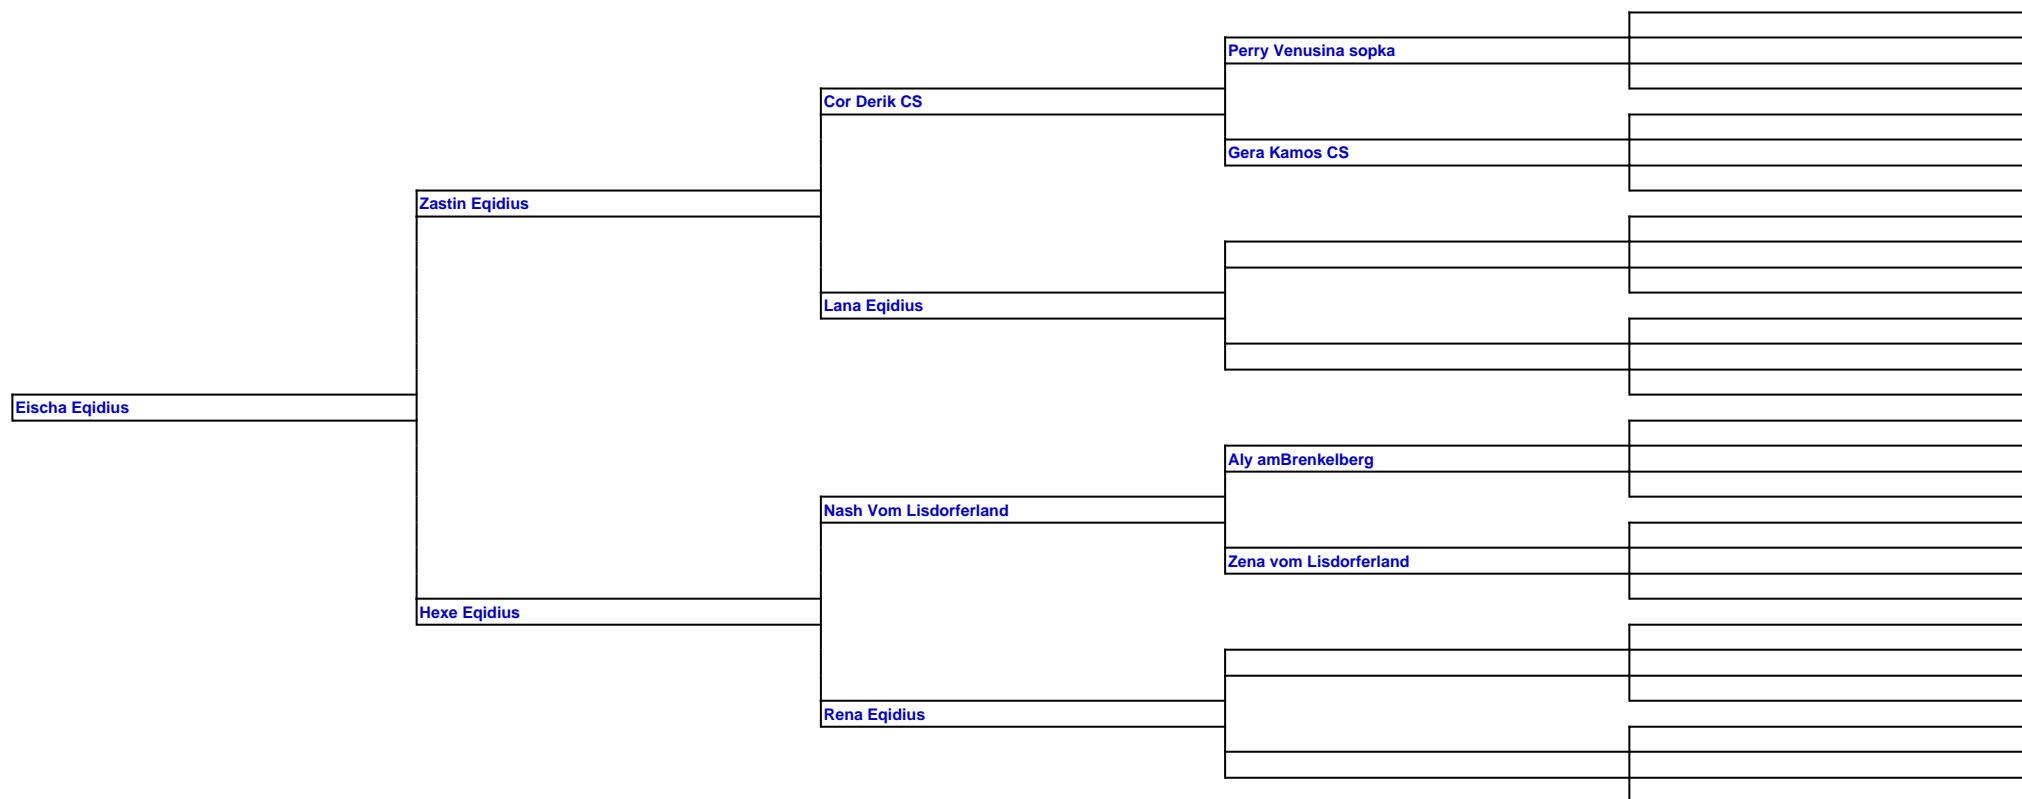 Perry Venusina sopka
Cor Derik CS
Gera Kamos CS
Zastin Eqidius
Lana Eqidius
Eischa Eqidius
Aly amBrenkelberg
Nash Vom Lisdorferland
Zena vom Lisdorferland
Hexe Eqidius
Rena Eqidius